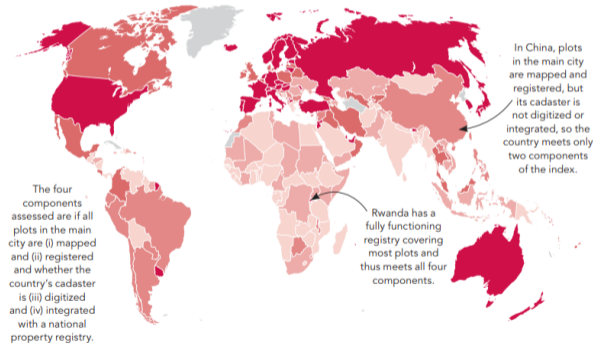 In China, plots
in the main city
are mapped and
registered, but
its cadaster is
not digitized or
integrated, so the
country meets only
two components
of the index.
The four
components
assessed are if all
plots in the main
city are (i) mapped
and (ii) registered
and whether the
country's cadaster
is (iii) digitized
and (iv) integrated
with a national
property registry.
Rwanda has a
fully functioning
registry covering
most plots and
thus meets all four
components.